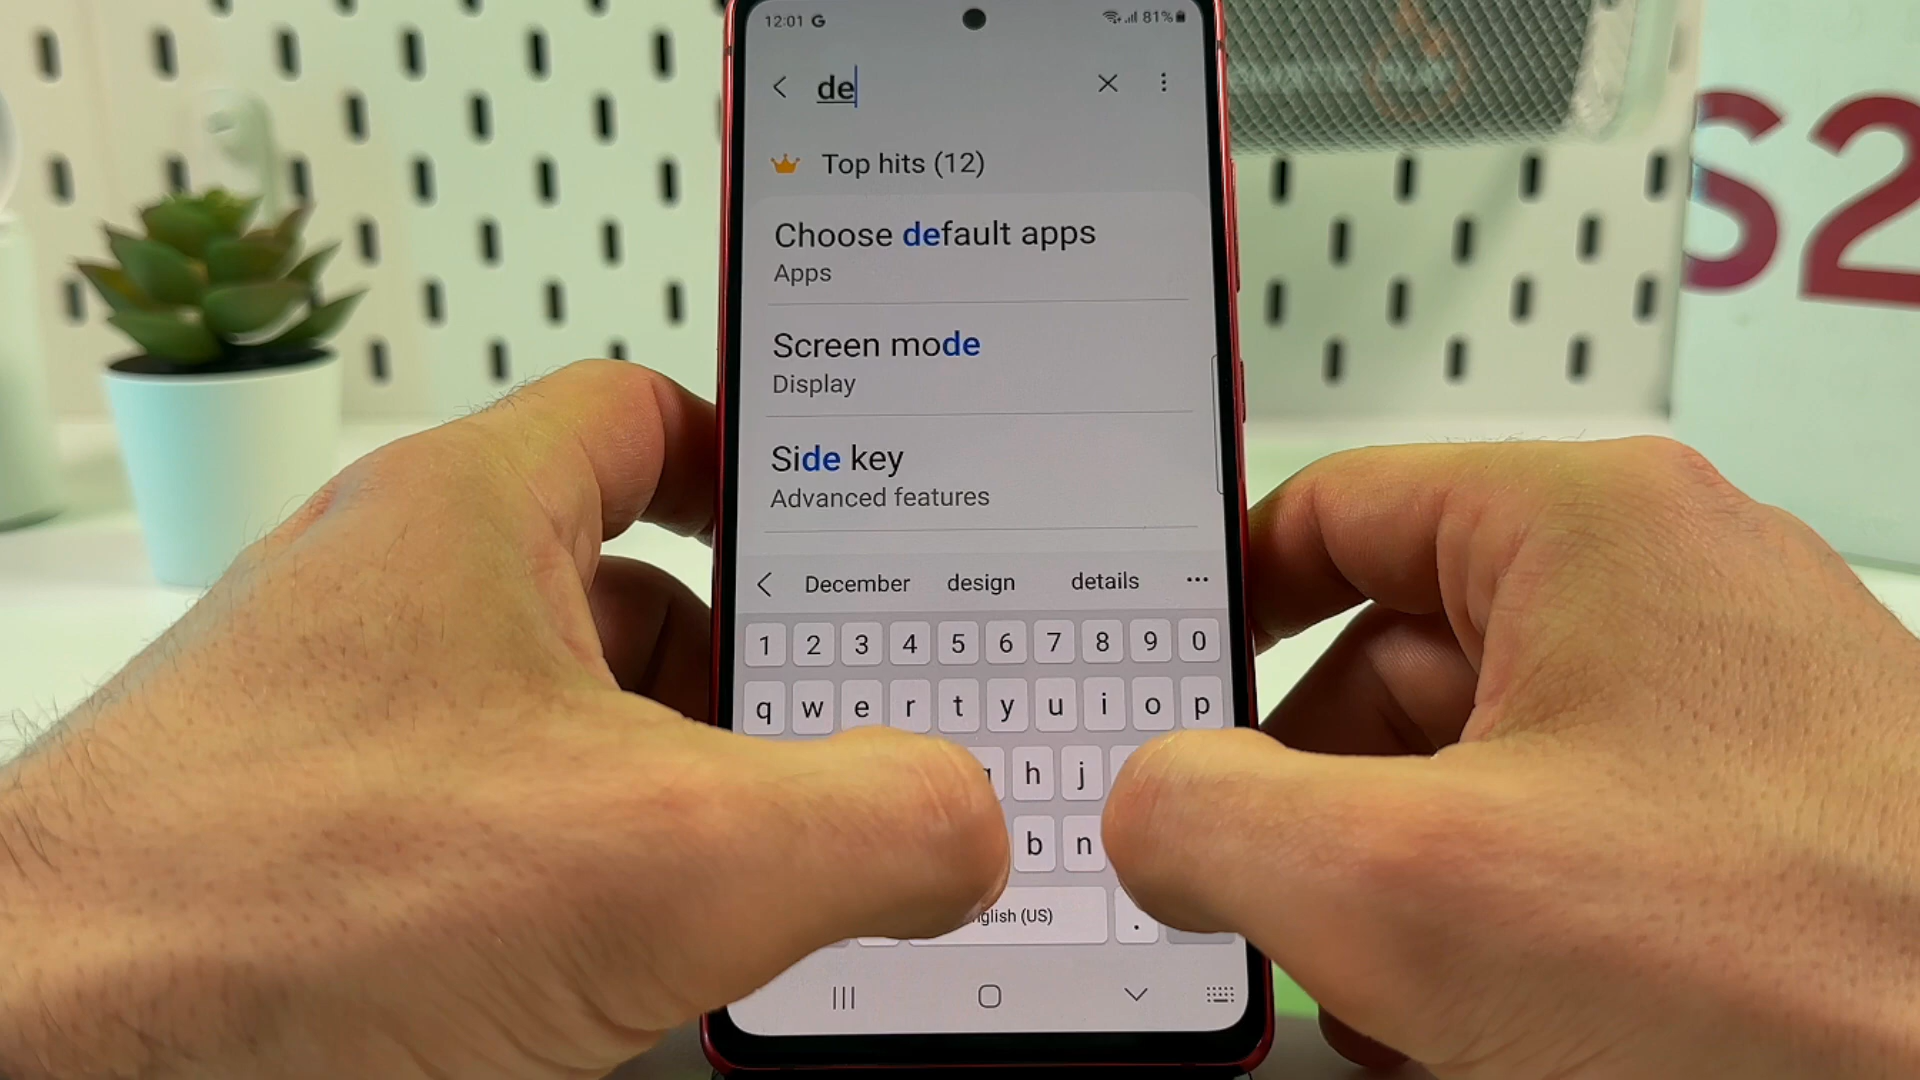 12:01 G
81%
de
Top hits (12)
Choose default apps
Apps
Screen mode
Display
Side key
Advanced features
December design details
1 2 3 4 5 6 7 8 9 0
q w e r t y u i o p
h j
b n
nglish (US) .
S2